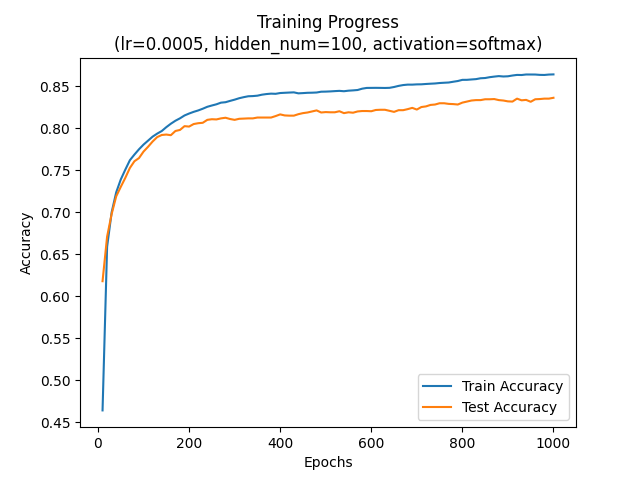 Training Progress
(lr=0.0005, hidden_num=100, activation=softmax)
Accuracy
0.85
0.80
0.75
0.70
0.65
0.60
0.55
0.50
0.45
Train Accuracy
Test Accuracy
0 200 400 600 800 1000
Epochs